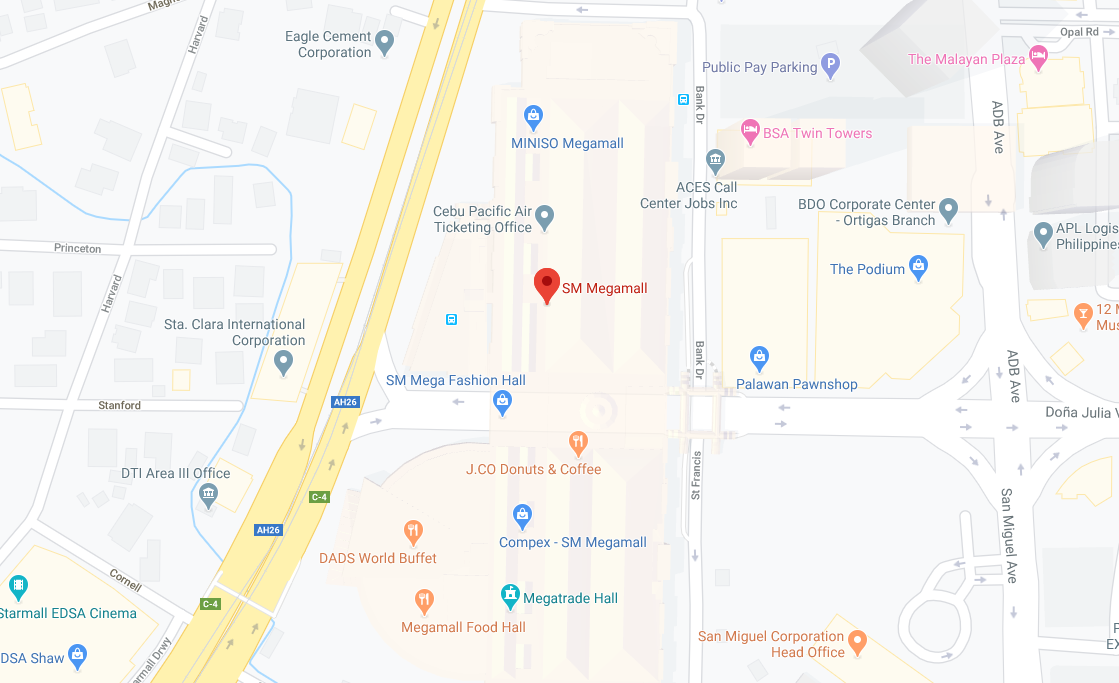 Magn
Harvard
Eagle Cement
Corporation
Opal Rd
The Malayan Plaza
Public Pay Parking
P
Bank Dr
ADB Ave
MINISO Megamall
BSA Twin Towers
ACES Call
Center Jobs Inc
BDO Corporate Center
- Ortigas Branch
Cebu Pacific Air
Ticketing Office
APL Logis
Philippines
Princeton
The Podium
SM Megamall
Harvard
12 M
Mus
Sta. Clara International
Corporation
Bank Dr
ADB Ave
SM Mega Fashion Hall
Palawan Pawnshop
Stanford
AH26
Doña Julia V
J.CO Donuts & Coffee
DTI Area III Office
St Francis
C-4
San Miguel Ave
AH26
Compex - SM Megamall
DADS World Buffet
Cornell
C-4
Megatrade Hall
Starmall EDSA Cinema
Megamall Food Hall
San Miguel Corporation
Head Office
F
EX
DSA Shaw
armall Drwy